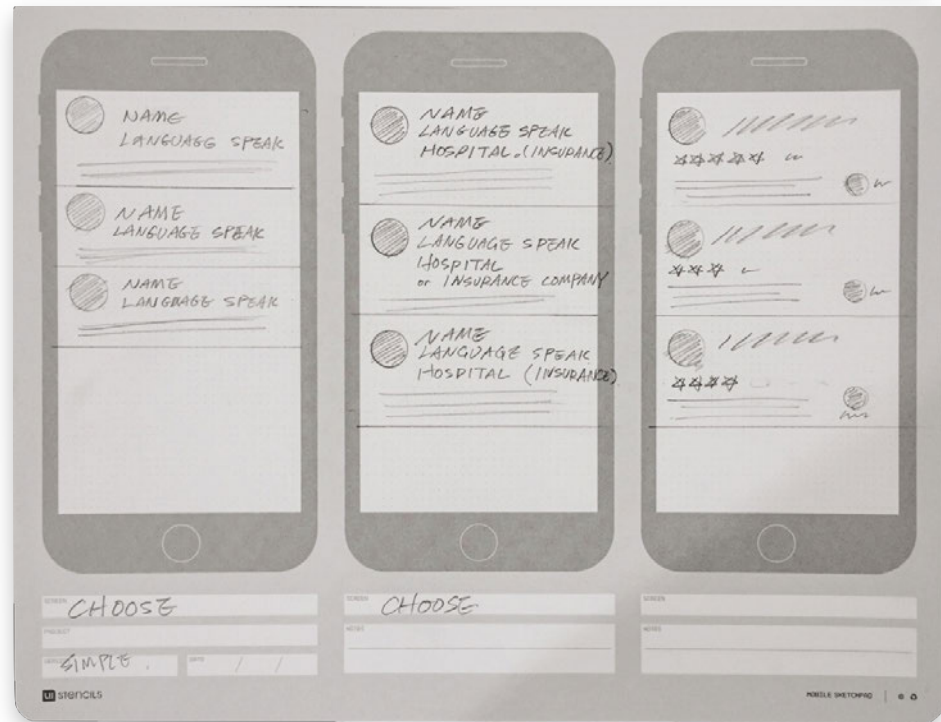 NAME
LANGUAGE SPEAK
NAME
LANGUAGE SPEAK
NAME
LANGUAGE SPEAK
NAME
LANGUAGE SPEAK
HOSPITAL. (INSURANCE)
NAME
LANGUAGE SPEAK
HOSPITAL
or INSURANCE COMPANY
NAME
LANGUAGE SPEAK
HOSPITAL (INSURANCE)
SCREEN
CHOOSE
PROJECT
SIMPLE.
DATE / /
SCREEN
CHOOSE
NOTES
SCREEN
NOTES
UI STENCILS
MOBILE SKETCHPAD